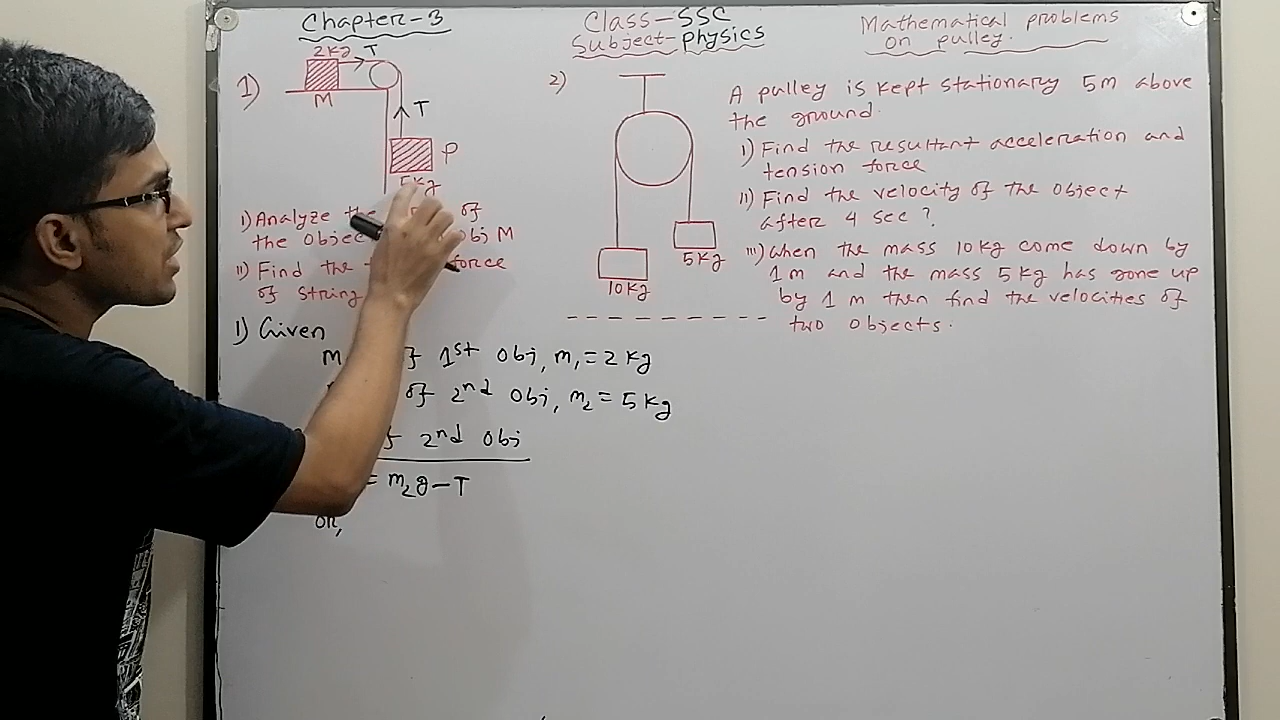 Chapter-3
Class-SSC
Subject-physics
Mathematical problems
on pulley.
1)
2kg
T
M
T
P
5kg
I) Analyze the of
the Obj M
II) Find the force
of string
2)
10kg
5kg
A pulley is kept stationary 5m above
the ground.
I) Find the resultant acceleration and
tension force
II) Find the velocity of the object
after 4 sec?
III) When the mass 10kg come down by
1m and the mass 5kg has gone up
by 1m then find the velocities of
two objects.
I) Given
1st obj, m₁ = 2kg
of 2nd obj, m₂ = 5kg
2nd obj
= m₂g - T
or,